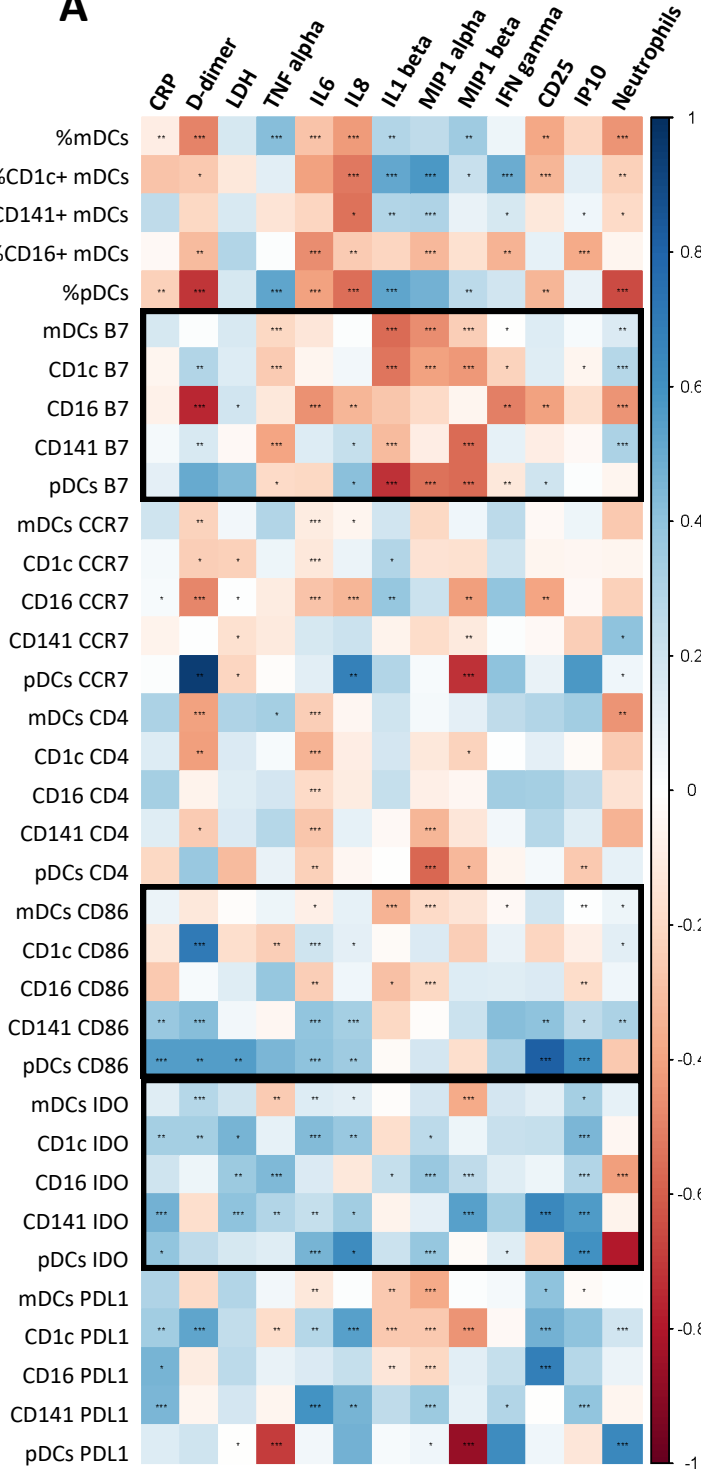 A
CRP D-dimer LDH TNF alpha IL6 IL8 IL1 beta MIP1 alpha MIP1 beta IFN gamma CD25 IP10 Neutrophils
%mDCs ** *** ** *** *** ** ** ** ***
%CD1c+ mDCs * *** *** *** * *** *** **
CD141+ mDCs * ** *** * * *
%CD16+ mDCs ** *** ** *** ** ***
%pDCs ** *** *** *** *** *** ** ** ***
mDCs B7 *** *** *** *** * **
CD1c B7 ** *** *** *** *** * * ***
CD16 B7 *** * *** ** ** ** ***
CD141 B7 ** *** * *** *** ***
pDCs B7 * * *** *** *** ** *
mDCs CCR7 ** *** *
CD1c CCR7 * * *** *
CD16 CCR7 * *** * *** *** ** ** **
CD141 CCR7 * ** *
pDCs CCR7 ** * ** *** *
mDCs CD4 *** * *** **
CD1c CD4 ** *** *
CD16 CD4 ***
CD141 CD4 * *** ***
pDCs CD4 ** *** * **
mDCs CD86 * *** *** * ** *
CD1c CD86 *** ** *** * *
CD16 CD86 ** * *** **
CD141 CD86 ** *** *** *** ** * **
pDCs CD86 *** ** ** *** ** *** ***
mDCs IDO *** ** ** * *** *
CD1c IDO ** ** * *** ** * ***
CD16 IDO ** *** * *** *** *** ***
CD141 IDO *** *** ** ** * *** *** ***
pDCs IDO * *** * *** * ***
mDCs PDL1 ** ** *** * *
CD1c PDL1 ** *** ** ** *** *** *** *** *** ***
CD16 PDL1 * ** *** ***
CD141 PDL1 *** *** ** *** * ***
pDCs PDL1 * *** * *** ***
1
0.8
0.6
0.4
0.2
0
-0.2
-0.4
-0.6
-0.8
-1